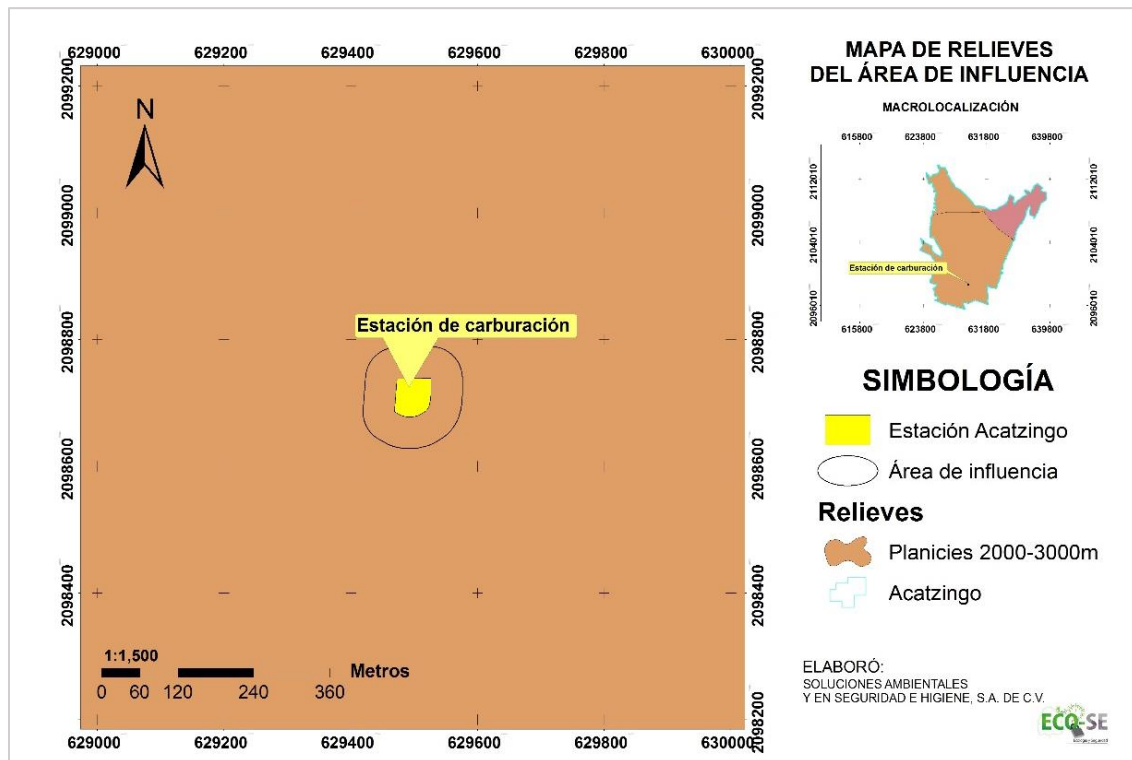 629000 629200 629400 629600 629800 630000
2099200
2099000
2098800
2098600
2098400
2098200
N
Estación de carburación
1:1,500
Metros
0 60 120 240 360
2099200
2099000
2098800
2098600
2098400
2098200
629000 629200 629400 629600 629800 630000
MAPA DE RELIEVES
DEL ÁREA DE INFLUENCIA
MACROLOCALIZACIÓN
615800 623800 631800 639800
2112010
2104010
2096010
Estación de carburación
2112010
2104010
2096010
615800 623800 631800 639800
SIMBOLOGÍA
Estación Acatzingo
Área de influencia
Relieves
Planicies 2000-3000m
Acatzingo
ELABORÓ:
SOLUCIONES AMBIENTALES
Y EN SEGURIDAD E HIGIENE, S.A. DE C.V.
ECO-SE